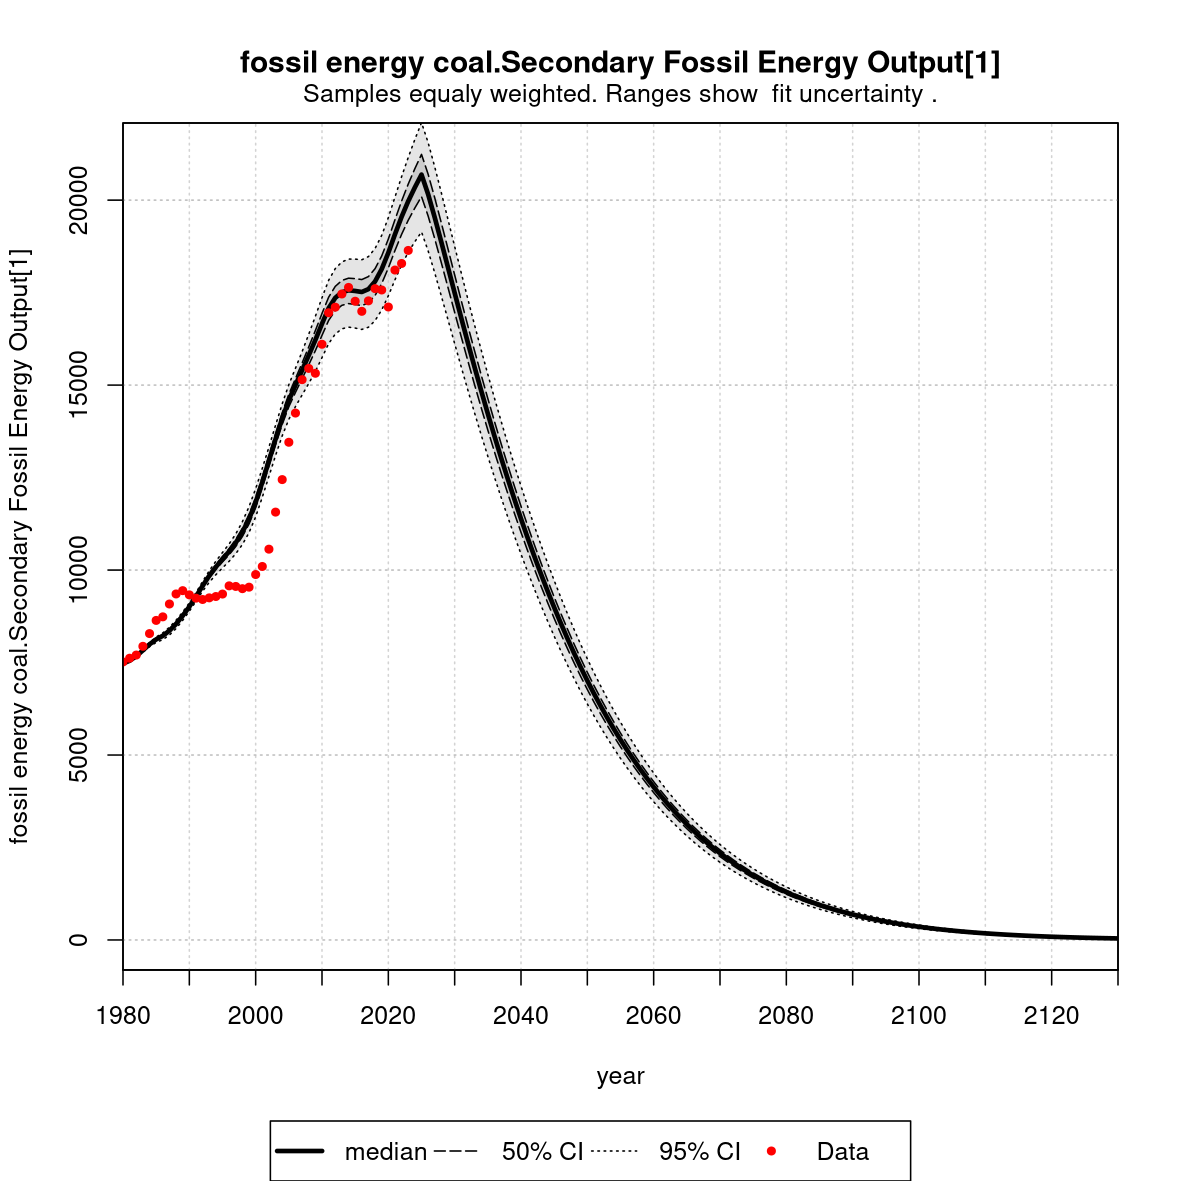 fossil energy coal.Secondary Fossil Energy Output[1]
Samples equaly weighted. Ranges show  fit uncertainty .
fossil energy coal.Secondary Fossil Energy Output[1]
20000
15000
10000
5000
0
1980 2000 2020 2040 2060 2080 2100 2120
year
median 50% CI 95% CI Data